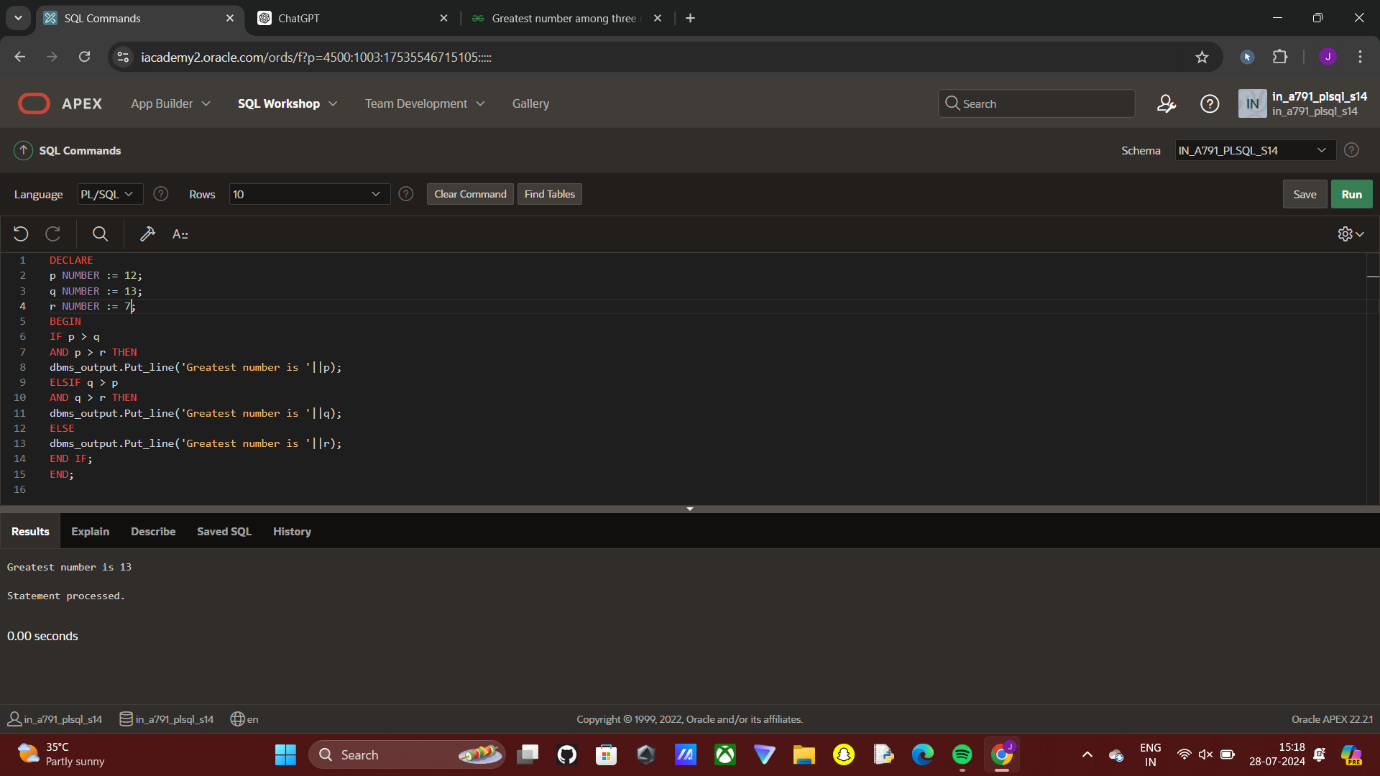 SQL Commands
ChatGPT
Greatest number among three
iacademy2.oracle.com/ords/f?p=4500:1003:17535546715105:::::
J
APEX
App Builder
SQL Workshop
Team Development
Gallery
Search
IN
in_a791_plsql_s14
in_a791_plsql_s14
SQL Commands
Schema
IN_A791_PLSQL_S14
Language
PL/SQL
Rows
10
Clear Command
Find Tables
Save
Run
1 DECLARE
2 p NUMBER := 12;
3 q NUMBER := 13;
4 r NUMBER := 7;
5 BEGIN
6 IF p > q
7 AND p > r THEN
8 dbms_output.Put_line('Greatest number is '||p);
9 ELSIF q > p
10 AND q > r THEN
11 dbms_output.Put_line('Greatest number is '||q);
12 ELSE
13 dbms_output.Put_line('Greatest number is '||r);
14 END IF;
15 END;
16
Results
Explain
Describe
Saved SQL
History
Greatest number is 13
Statement processed.
0.00 seconds
in_a791_plsql_s14
in_a791_plsql_s14
en
Copyright © 1999, 2022, Oracle and/or its affiliates.
Oracle APEX 22.2.1
35°C
Partly sunny
Search
J
ENG
IN
15:18
28-07-2024
PRE